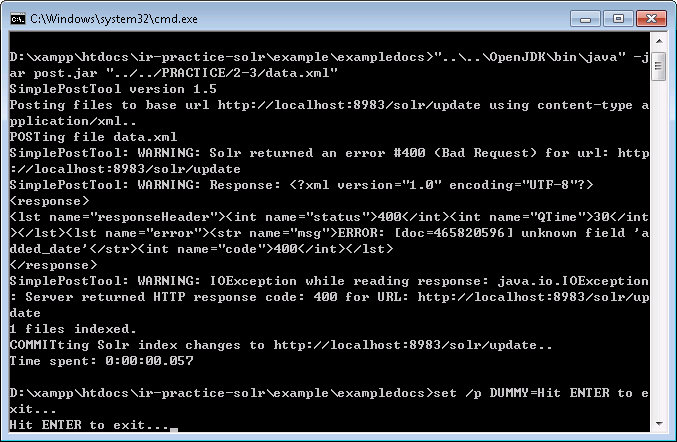 C:\Windows\system32\cmd.exe
D:\xampp\htdocs\ir-practice-solr\example\exampledocs>"..\..\OpenJDK\bin\java" -j
ar post.jar "../../PRACTICE/2-3/data.xml"
SimplePostTool version 1.5
Posting files to base url http://localhost:8983/solr/update using content-type a
pplication/xml..
POSTing file data.xml
SimplePostTool: WARNING: Solr returned an error #400 (Bad Request) for url: http
://localhost:8983/solr/update
SimplePostTool: WARNING: Response: <?xml version="1.0" encoding="UTF-8"?>
<response>
<lst name="responseHeader"><int name="status">400</int><int name="QTime">30</int
></lst><lst name="error"><str name="msg">ERROR: [doc=465820596] unknown field 'a
dded_date'</str><int name="code">400</int></lst>
</response>
SimplePostTool: WARNING: IOException while reading response: java.io.IOException
: Server returned HTTP response code: 400 for URL: http://localhost:8983/solr/up
date
1 files indexed.
COMMITting Solr index changes to http://localhost:8983/solr/update..
Time spent: 0:00:00.057
D:\xampp\htdocs\ir-practice-solr\example\exampledocs>set /p DUMMY=Hit ENTER to e
xit...
Hit ENTER to exit...